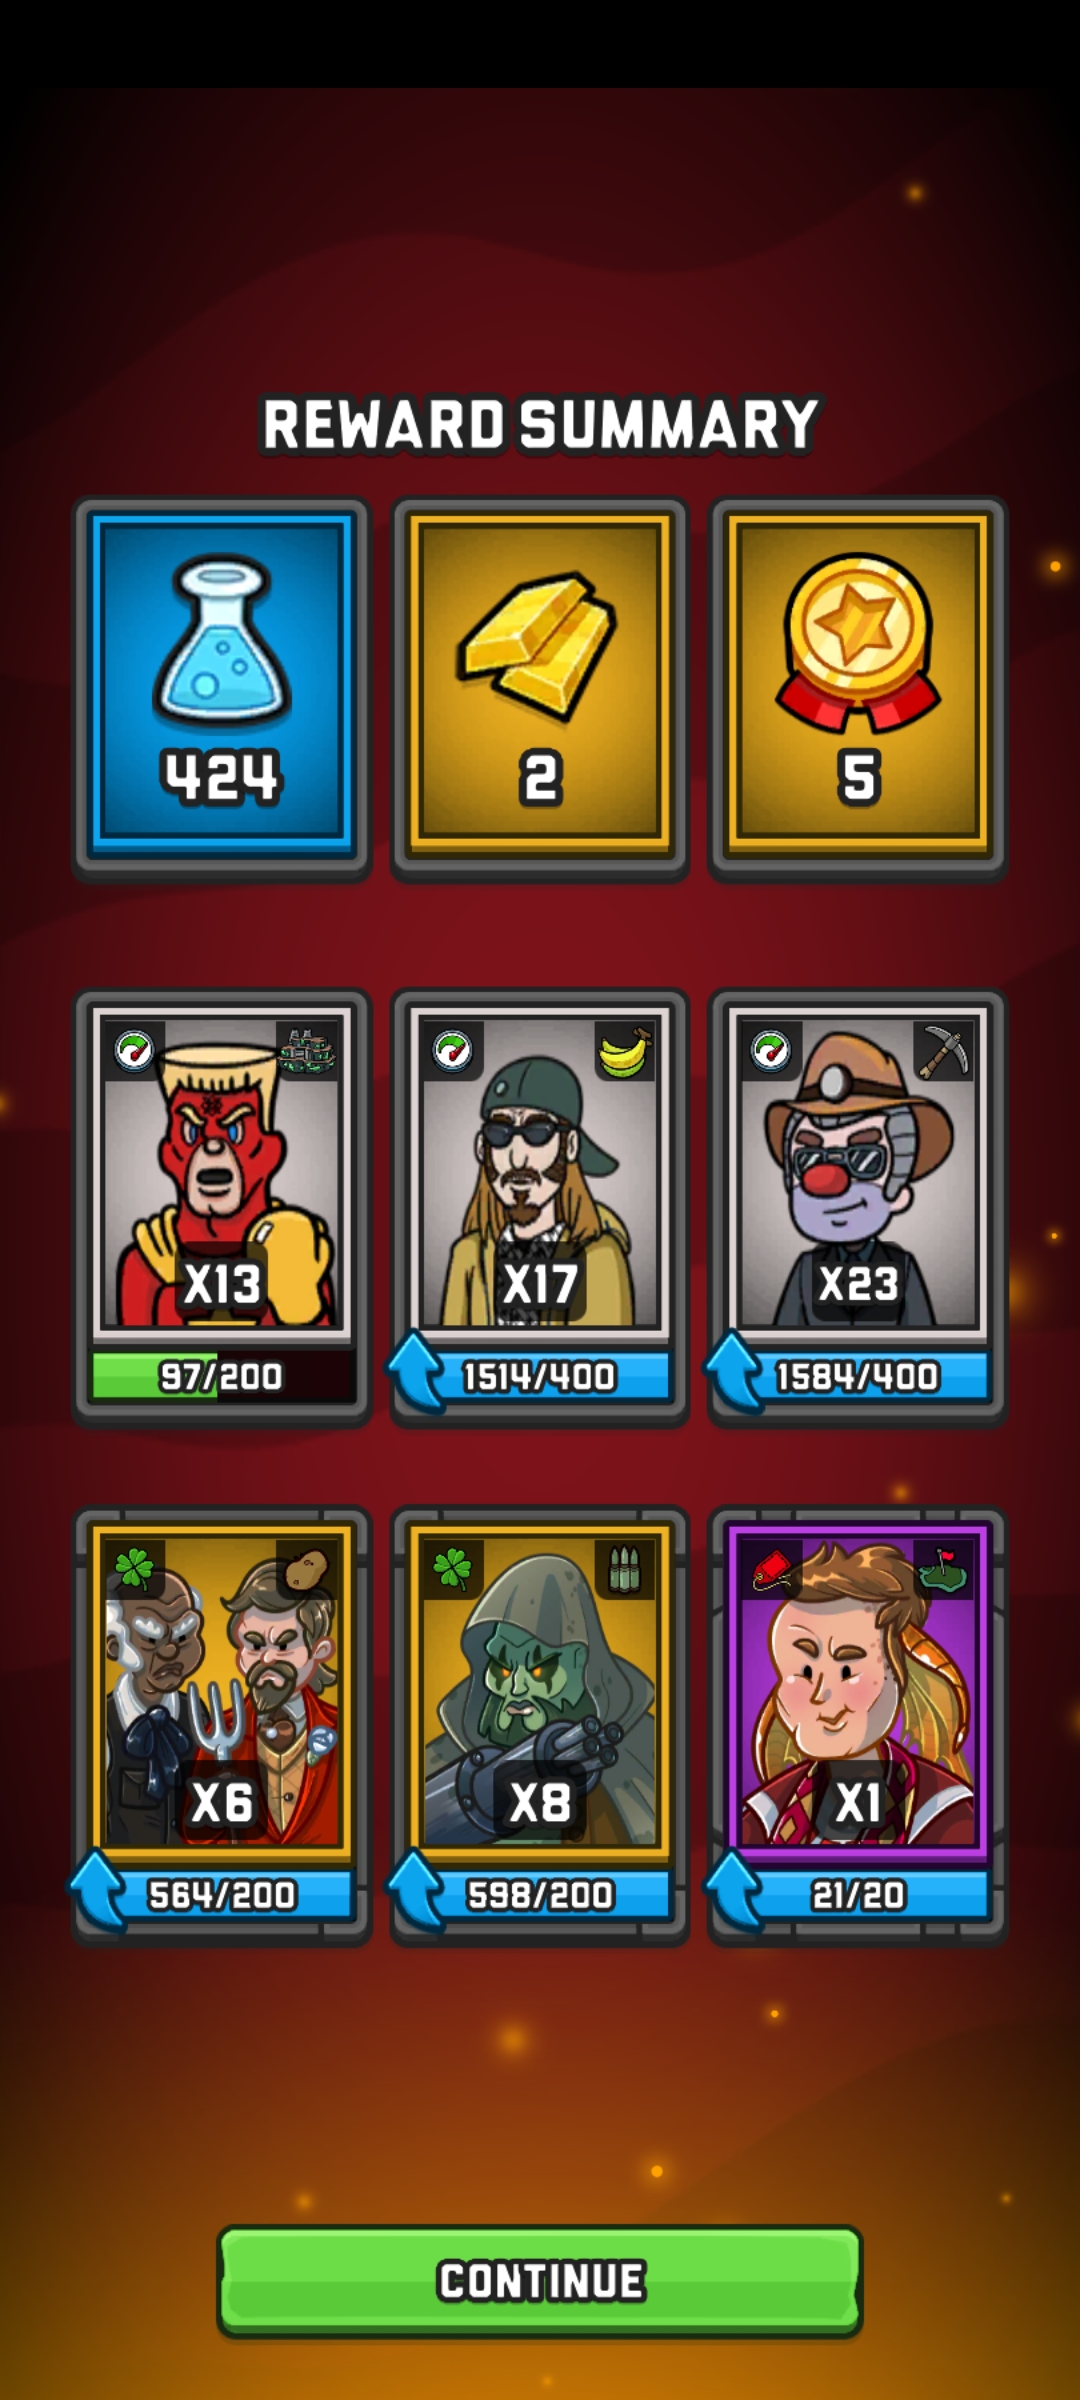 REWARD SUMMARY
424
2
5
X13
X17
X23
97/200
1514/400
1584/400
X6
X8
X1
564/200
598/200
21/20
CONTINUE